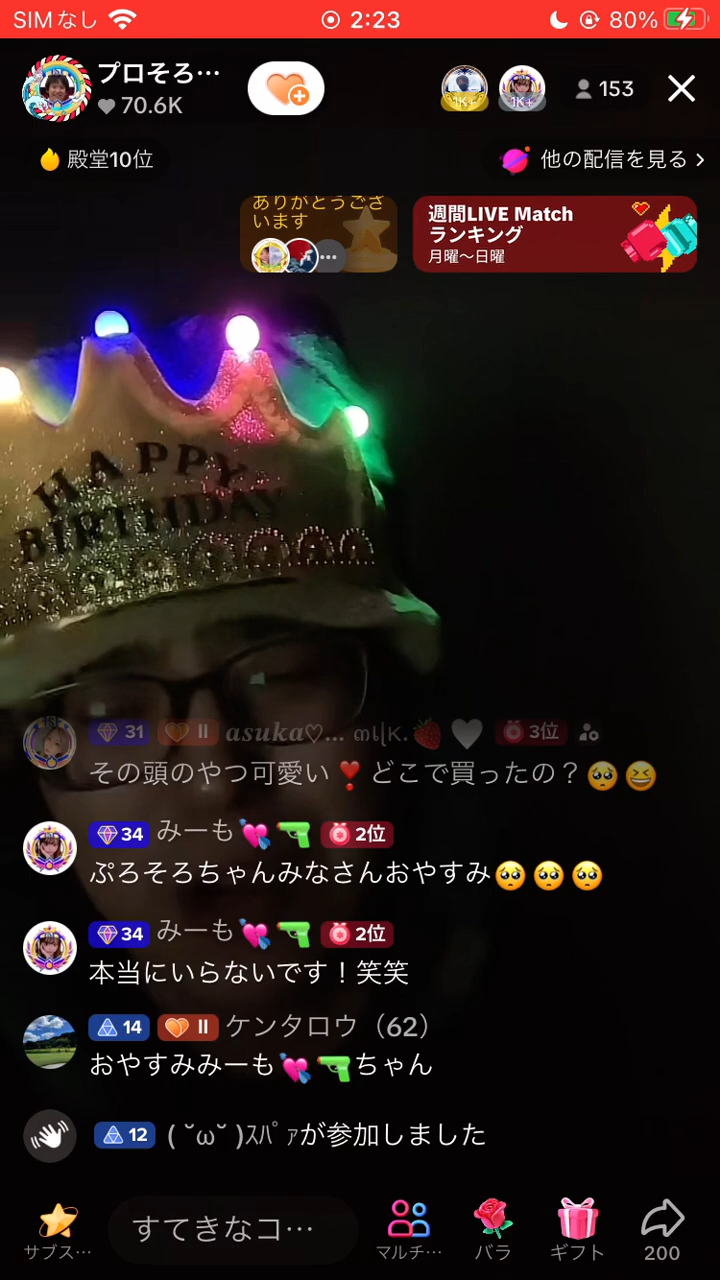 SIMなし 2:23 80%
プロそろ… 70.6K 1K+ 1K+ 153
殿堂10位 他の配信を見る
ありがとうござ
います
週間LIVE Match
ランキング
月曜〜日曜
HAPPY
BIRTHDAY
31 II asuka♡... 3位
その頭のやつ可愛い❣️どこで買ったの？🥺😆
34 みーも💘🔫 2位
ぷろそろちゃんみなさんおやすみ🥺🥺🥺
34 みーも💘🔫 2位
本当にいらないです！笑笑
14 II ケンタロウ（62）
おやすみみーも💘🔫ちゃん
12 ( ˘ω˘ )ｽﾊﾟｧが参加しました
すてきなコ…
サブス… マルチ… バラ ギフト 200